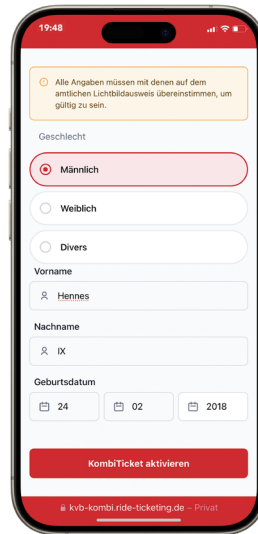 19:48
Alle Angaben müssen mit denen auf dem
amtlichen Lichtbildausweis übereinstimmen, um
gültig zu sein.
Geschlecht
Männlich
Weiblich
Divers
Vorname
Hennes
Nachname
IX
Geburtsdatum
24 02 2018
KombiTicket aktivieren
kvb-kombi.ride-ticketing.de – Privat